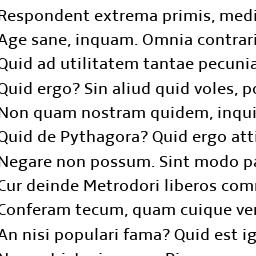 Respondent extrema primis, medi
Age sane, inquam. Omnia contrari
Quid ad utilitatem tantae pecunia
Quid ergo? Sin aliud quid voles, po
Non quam nostram quidem, inqui
Quid de Pythagora? Quid ergo atti
Negare non possum. Sint modo pa
Cur deinde Metrodori liberos com
Conferam tecum, quam cuique ver
An nisi populari fama? Quid est ig